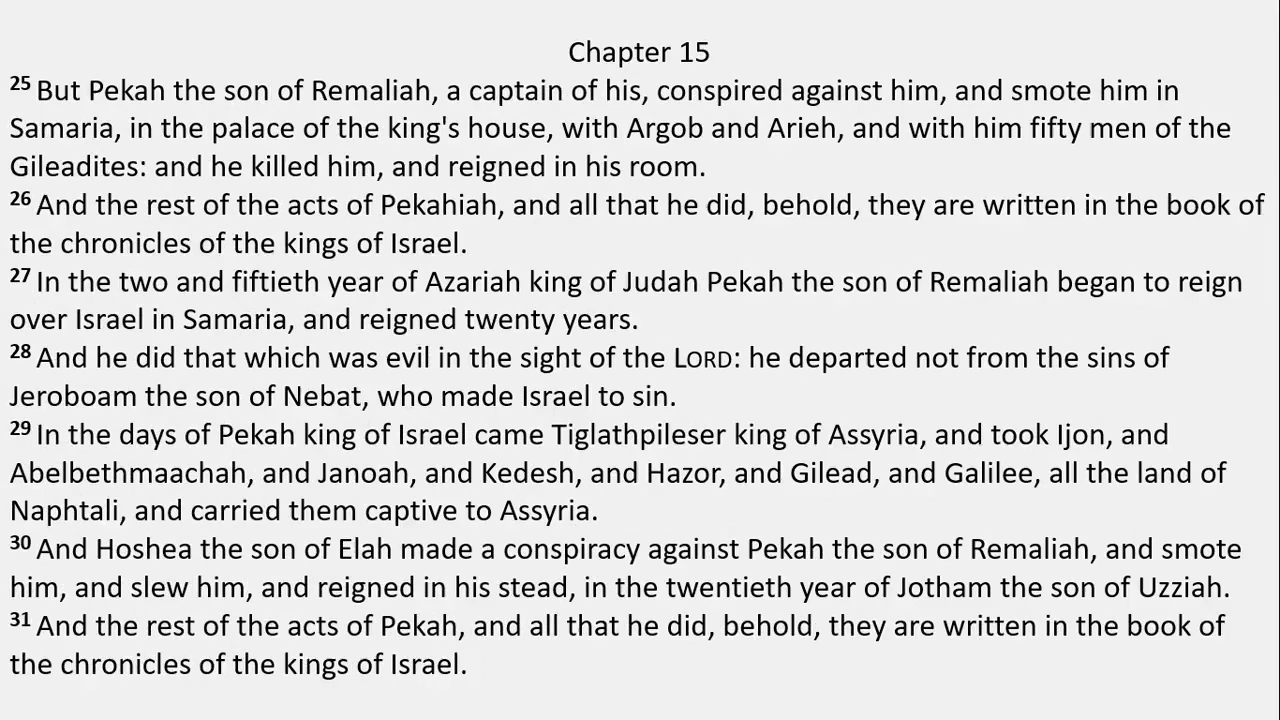 Chapter 15
25 But Pekah the son of Remaliah, a captain of his, conspired against him, and smote him in
Samaria, in the palace of the king's house, with Argob and Arieh, and with him fifty men of the
Gileadites: and he killed him, and reigned in his room.
26 And the rest of the acts of Pekahiah, and all that he did, behold, they are written in the book of
the chronicles of the kings of Israel.
27 In the two and fiftieth year of Azariah king of Judah Pekah the son of Remaliah began to reign
over Israel in Samaria, and reigned twenty years.
28 And he did that which was evil in the sight of the LORD: he departed not from the sins of
Jeroboam the son of Nebat, who made Israel to sin.
29 In the days of Pekah king of Israel came Tiglathpileser king of Assyria, and took Ijon, and
Abelbethmaachah, and Janoah, and Kedesh, and Hazor, and Gilead, and Galilee, all the land of
Naphtali, and carried them captive to Assyria.
30 And Hoshea the son of Elah made a conspiracy against Pekah the son of Remaliah, and smote
him, and slew him, and reigned in his stead, in the twentieth year of Jotham the son of Uzziah.
31 And the rest of the acts of Pekah, and all that he did, behold, they are written in the book of
the chronicles of the kings of Israel.